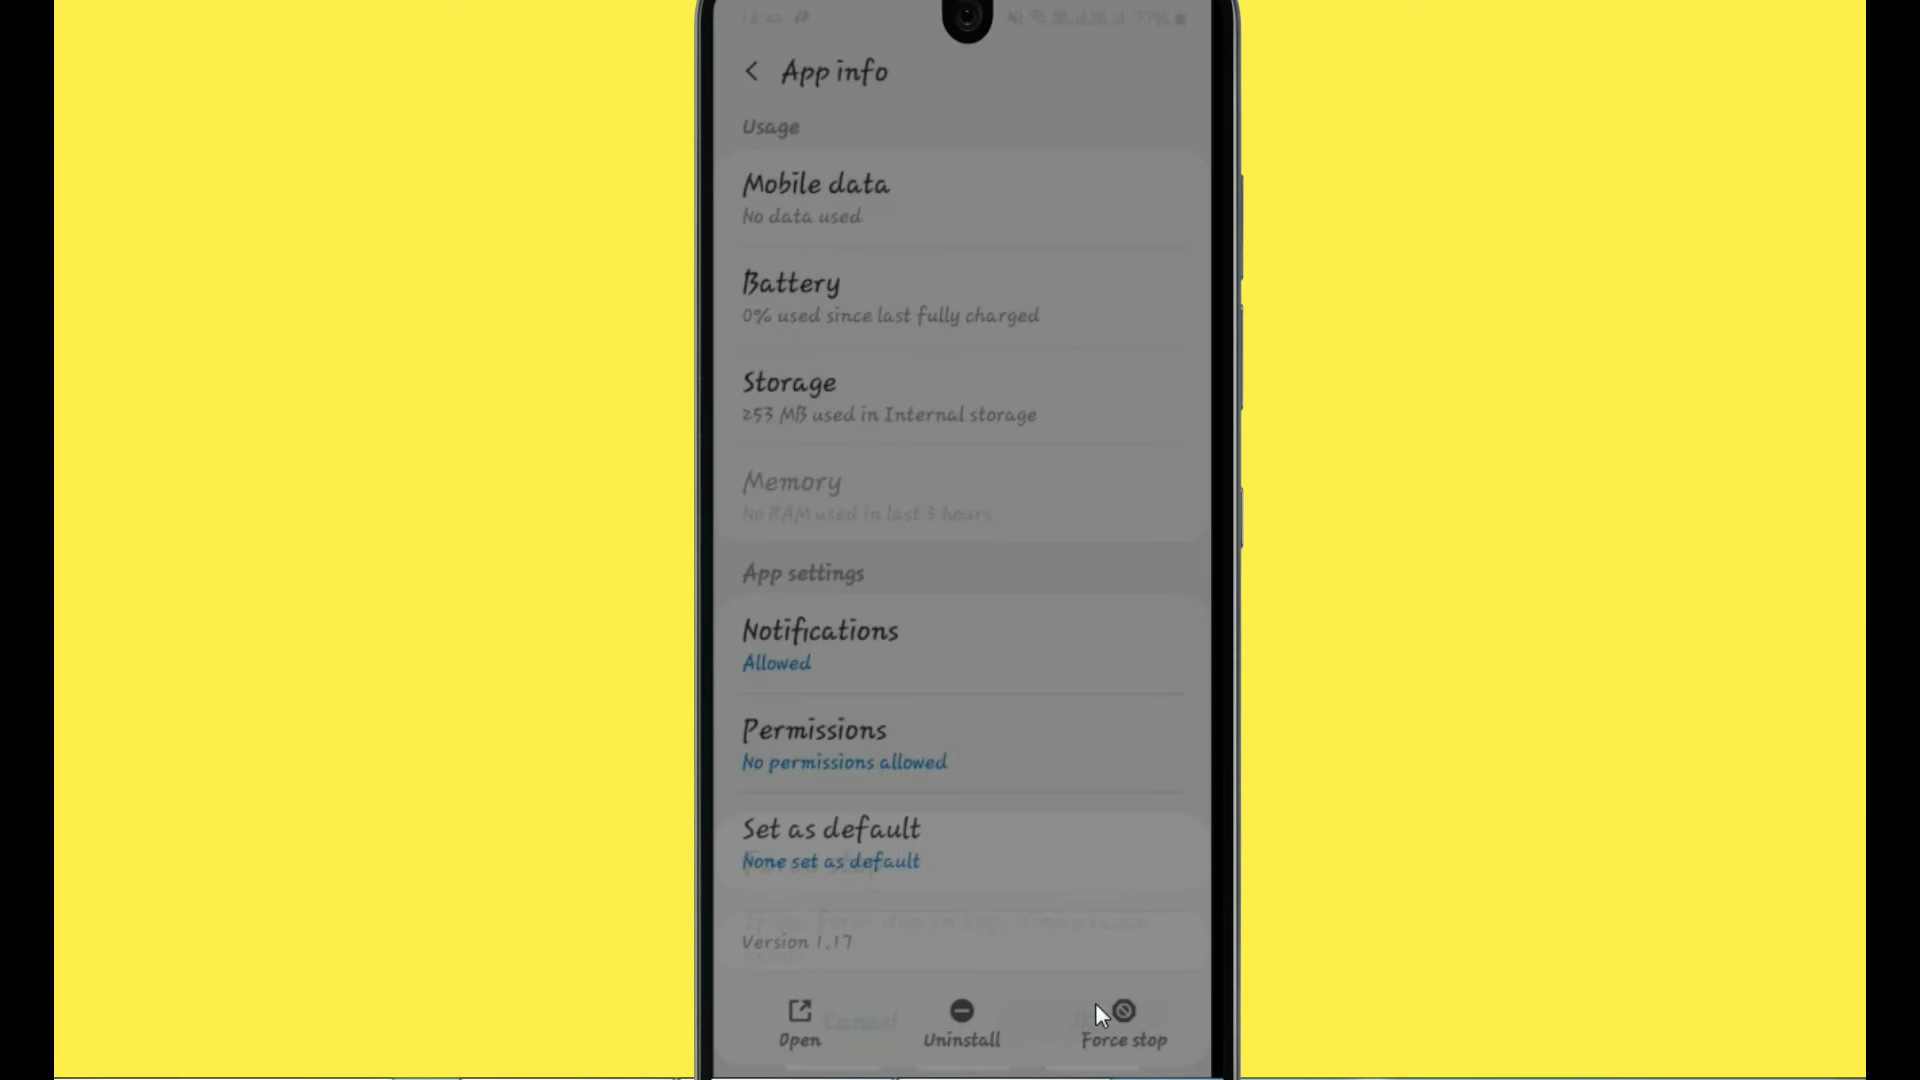 App info
Usage
Mobile data
No data used
Battery
0% used since last fully charged
Storage
253 MB used in Internal storage
Memory
No RAM used in last 3 hours
App settings
Notifications
Allowed
Permissions
No permissions allowed
Set as default
None set as default
Version 1.17
Cancel
Open
Uninstall
Force stop